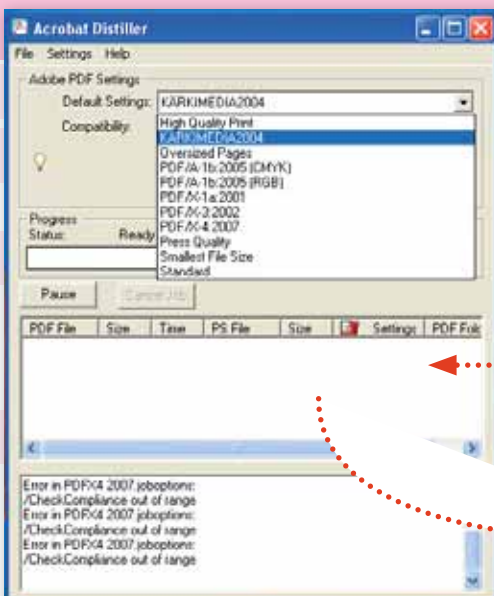 Acrobat Distiller
File Settings Help
Adobe PDF Settings
Default Settings: KÄRKIMEDIA2004
Compatibility:
High Quality Print
KÄRKIMEDIA2004
Oversized Pages
PDF/A-1b:2005 (CMYK)
PDF/A-1b:2005 (RGB)
PDF/X-1a:2001
PDF/X-3:2002
PDF/X-4:2007
Press Quality
Smallest File Size
Standard
Progress
Status: Ready
Pause Cancel Job
PDF File Size Time PS File Size Settings PDF Fold
Error in PDFX4 2007.joboptions:
/CheckCompliance out of range
Error in PDFX4 2007.joboptions:
/CheckCompliance out of range
Error in PDFX4 2007.joboptions:
/CheckCompliance out of range